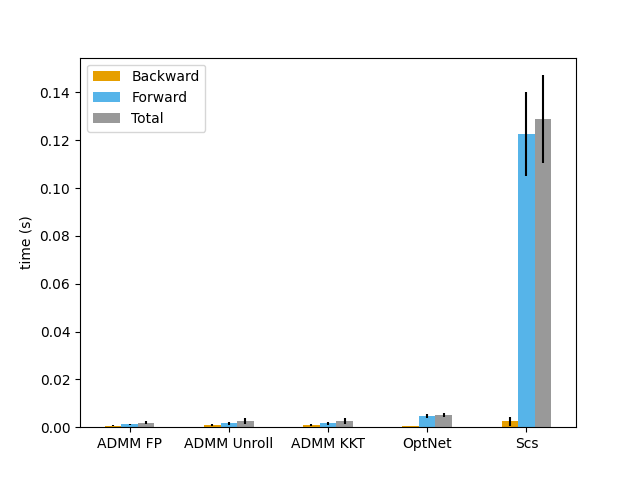 Backward
Forward
Total
time (s)
0.14
0.12
0.10
0.08
0.06
0.04
0.02
0.00
ADMM FP
ADMM Unroll
ADMM KKT
OptNet
Scs